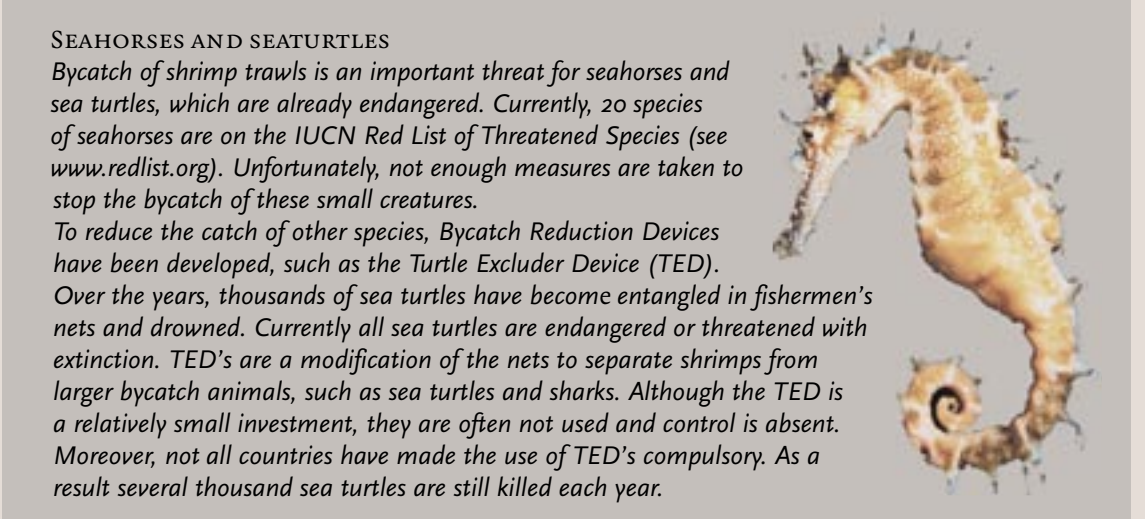 SEAHORSES AND SEATURTLES
Bycatch of shrimp trawls is an important threat for seahorses and
sea turtles, which are already endangered. Currently, 20 species
of seahorses are on the IUCN Red List of Threatened Species (see
www.redlist.org). Unfortunately, not enough measures are taken to
stop the bycatch of these small creatures.
To reduce the catch of other species, Bycatch Reduction Devices
have been developed, such as the Turtle Excluder Device (TED).
Over the years, thousands of sea turtles have become entangled in fishermen's
nets and drowned. Currently all sea turtles are endangered or threatened with
extinction. TED's are a modification of the nets to separate shrimps from
larger bycatch animals, such as sea turtles and sharks. Although the TED is
a relatively small investment, they are often not used and control is absent.
Moreover, not all countries have made the use of TED's compulsory. As a
result several thousand sea turtles are still killed each year.